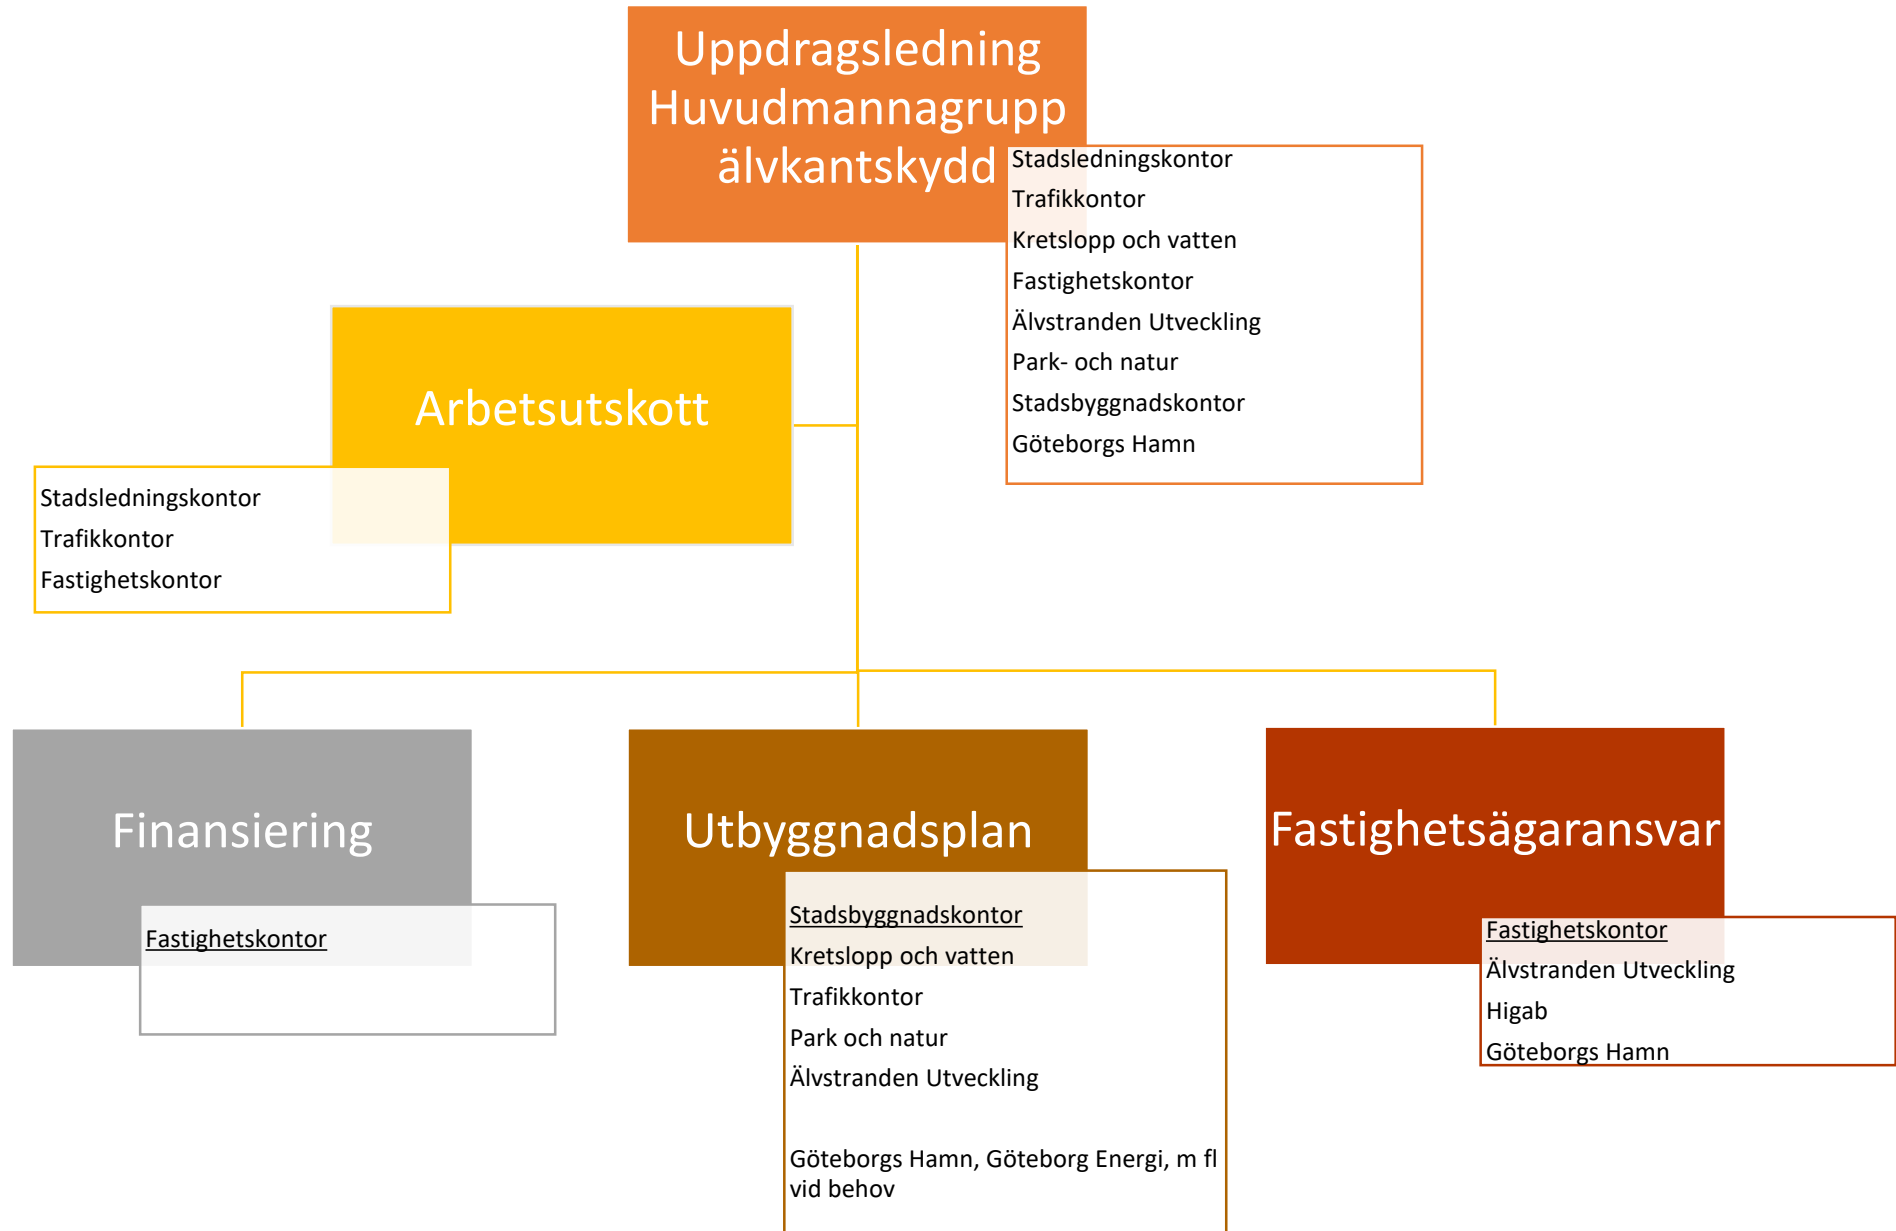 Uppdragsledning
Huvudmannagrupp
älvkantskydd
Stadsledningskontor
Trafikkontor
Kretslopp och vatten
Fastighetskontor
Älvstranden Utveckling
Park- och natur
Stadsbyggnadskontor
Göteborgs Hamn
Arbetsutskott
Stadsledningskontor
Trafikkontor
Fastighetskontor
Finansiering
Fastighetskontor
Utbyggnadsplan
Stadsbyggnadskontor
Kretslopp och vatten
Trafikkontor
Park och natur
Älvstranden Utveckling
Göteborgs Hamn, Göteborg Energi, m fl
vid behov
Fastighetsägaransvar
Fastighetskontor
Älvstranden Utveckling
Higab
Göteborgs Hamn